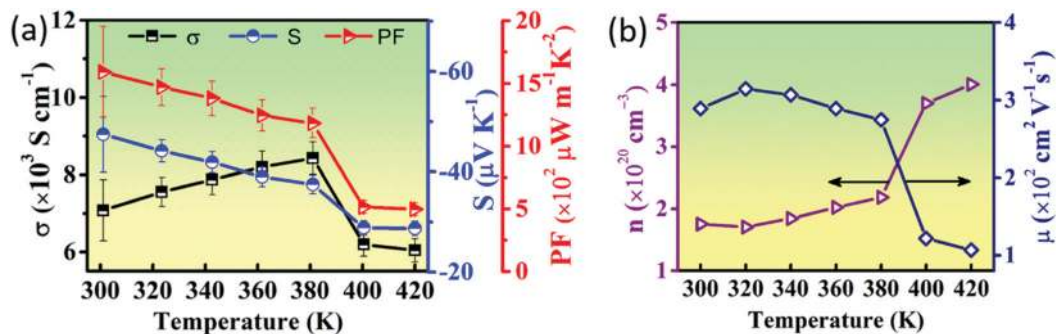 (a)
σ S PF
12
10
8
6
σ (×10³ S cm⁻¹)
-60
-40
-20
S (μV K⁻¹)
20
15
10
5
0
PF (×10² μW m⁻¹K⁻²)
300 320 340 360 380 400 420
Temperature (K)
(b)
5
4
3
2
1
n (×10²⁰ cm⁻³)
4
3
2
1
μ (×10² cm² V⁻¹s⁻¹)
300 320 340 360 380 400 420
Temperature (K)